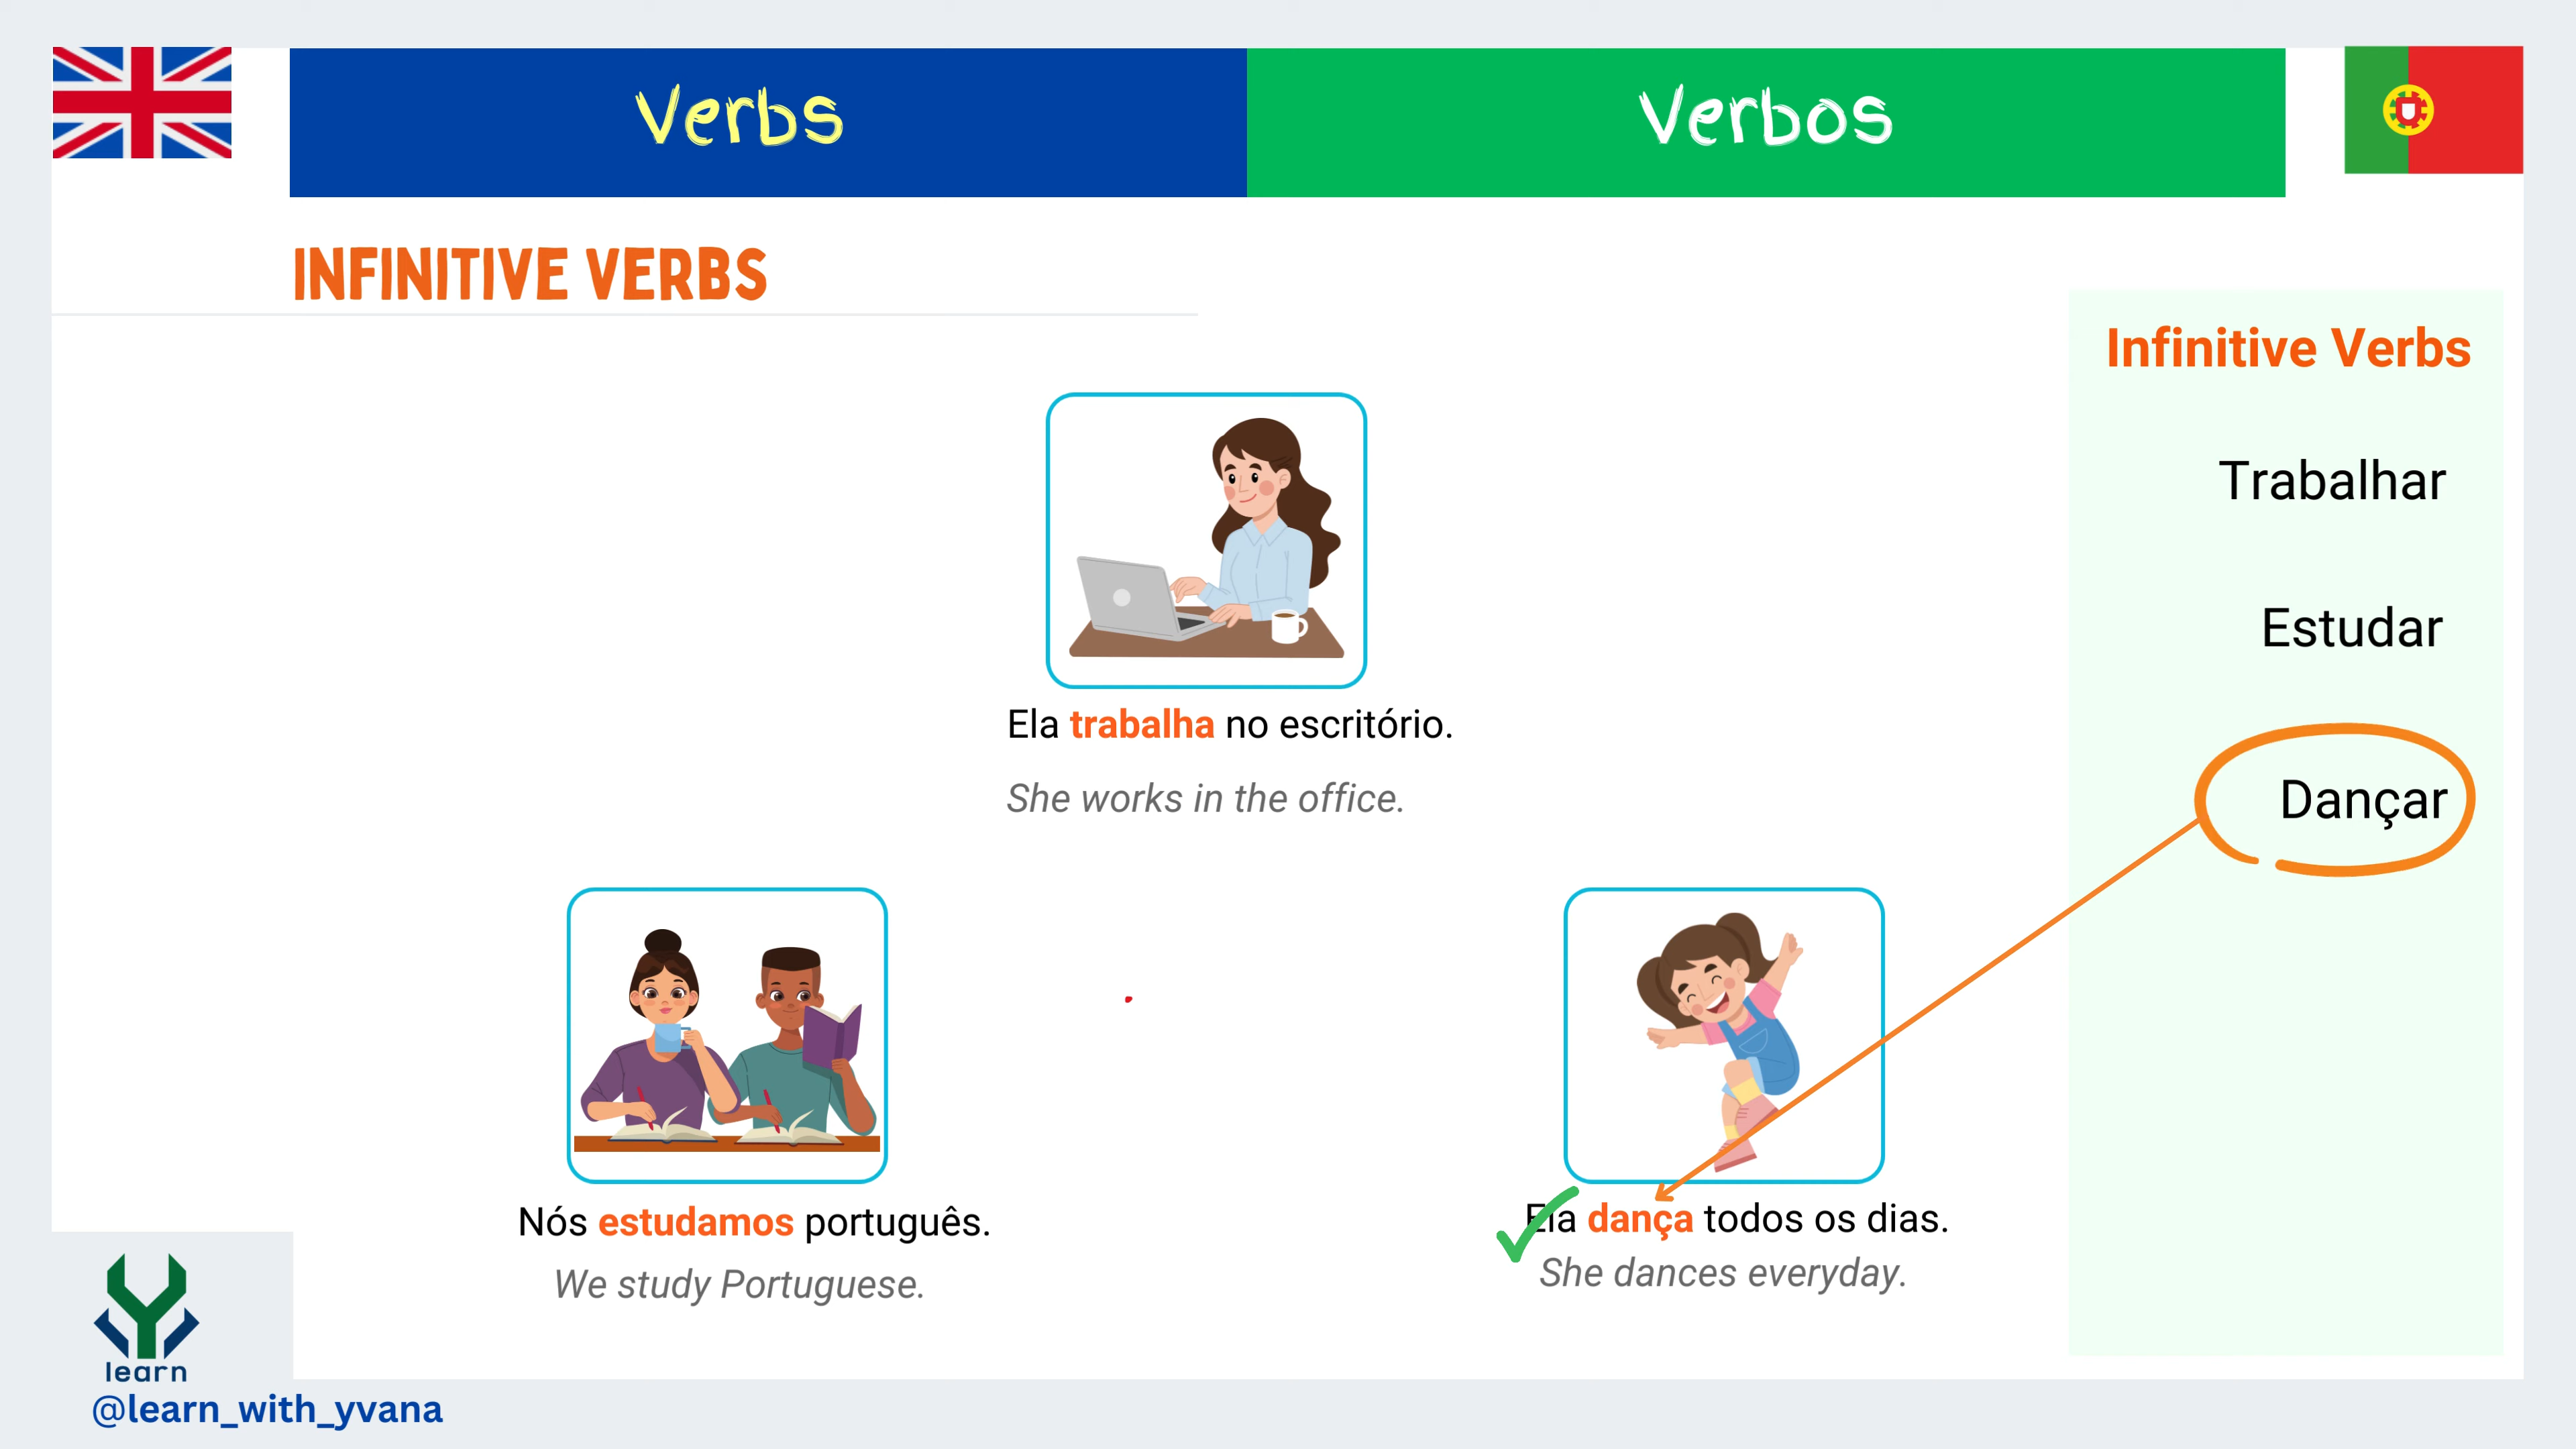 Verbs
Verbos
INFINITIVE VERBS
Infinitive Verbs
Trabalhar
Estudar
Dançar
Ela trabalha no escritório.
She works in the office.
Nós estudamos português.
We study Portuguese.
Ela dança todos os dias.
She dances everyday.
learn
@learn_with_yvana